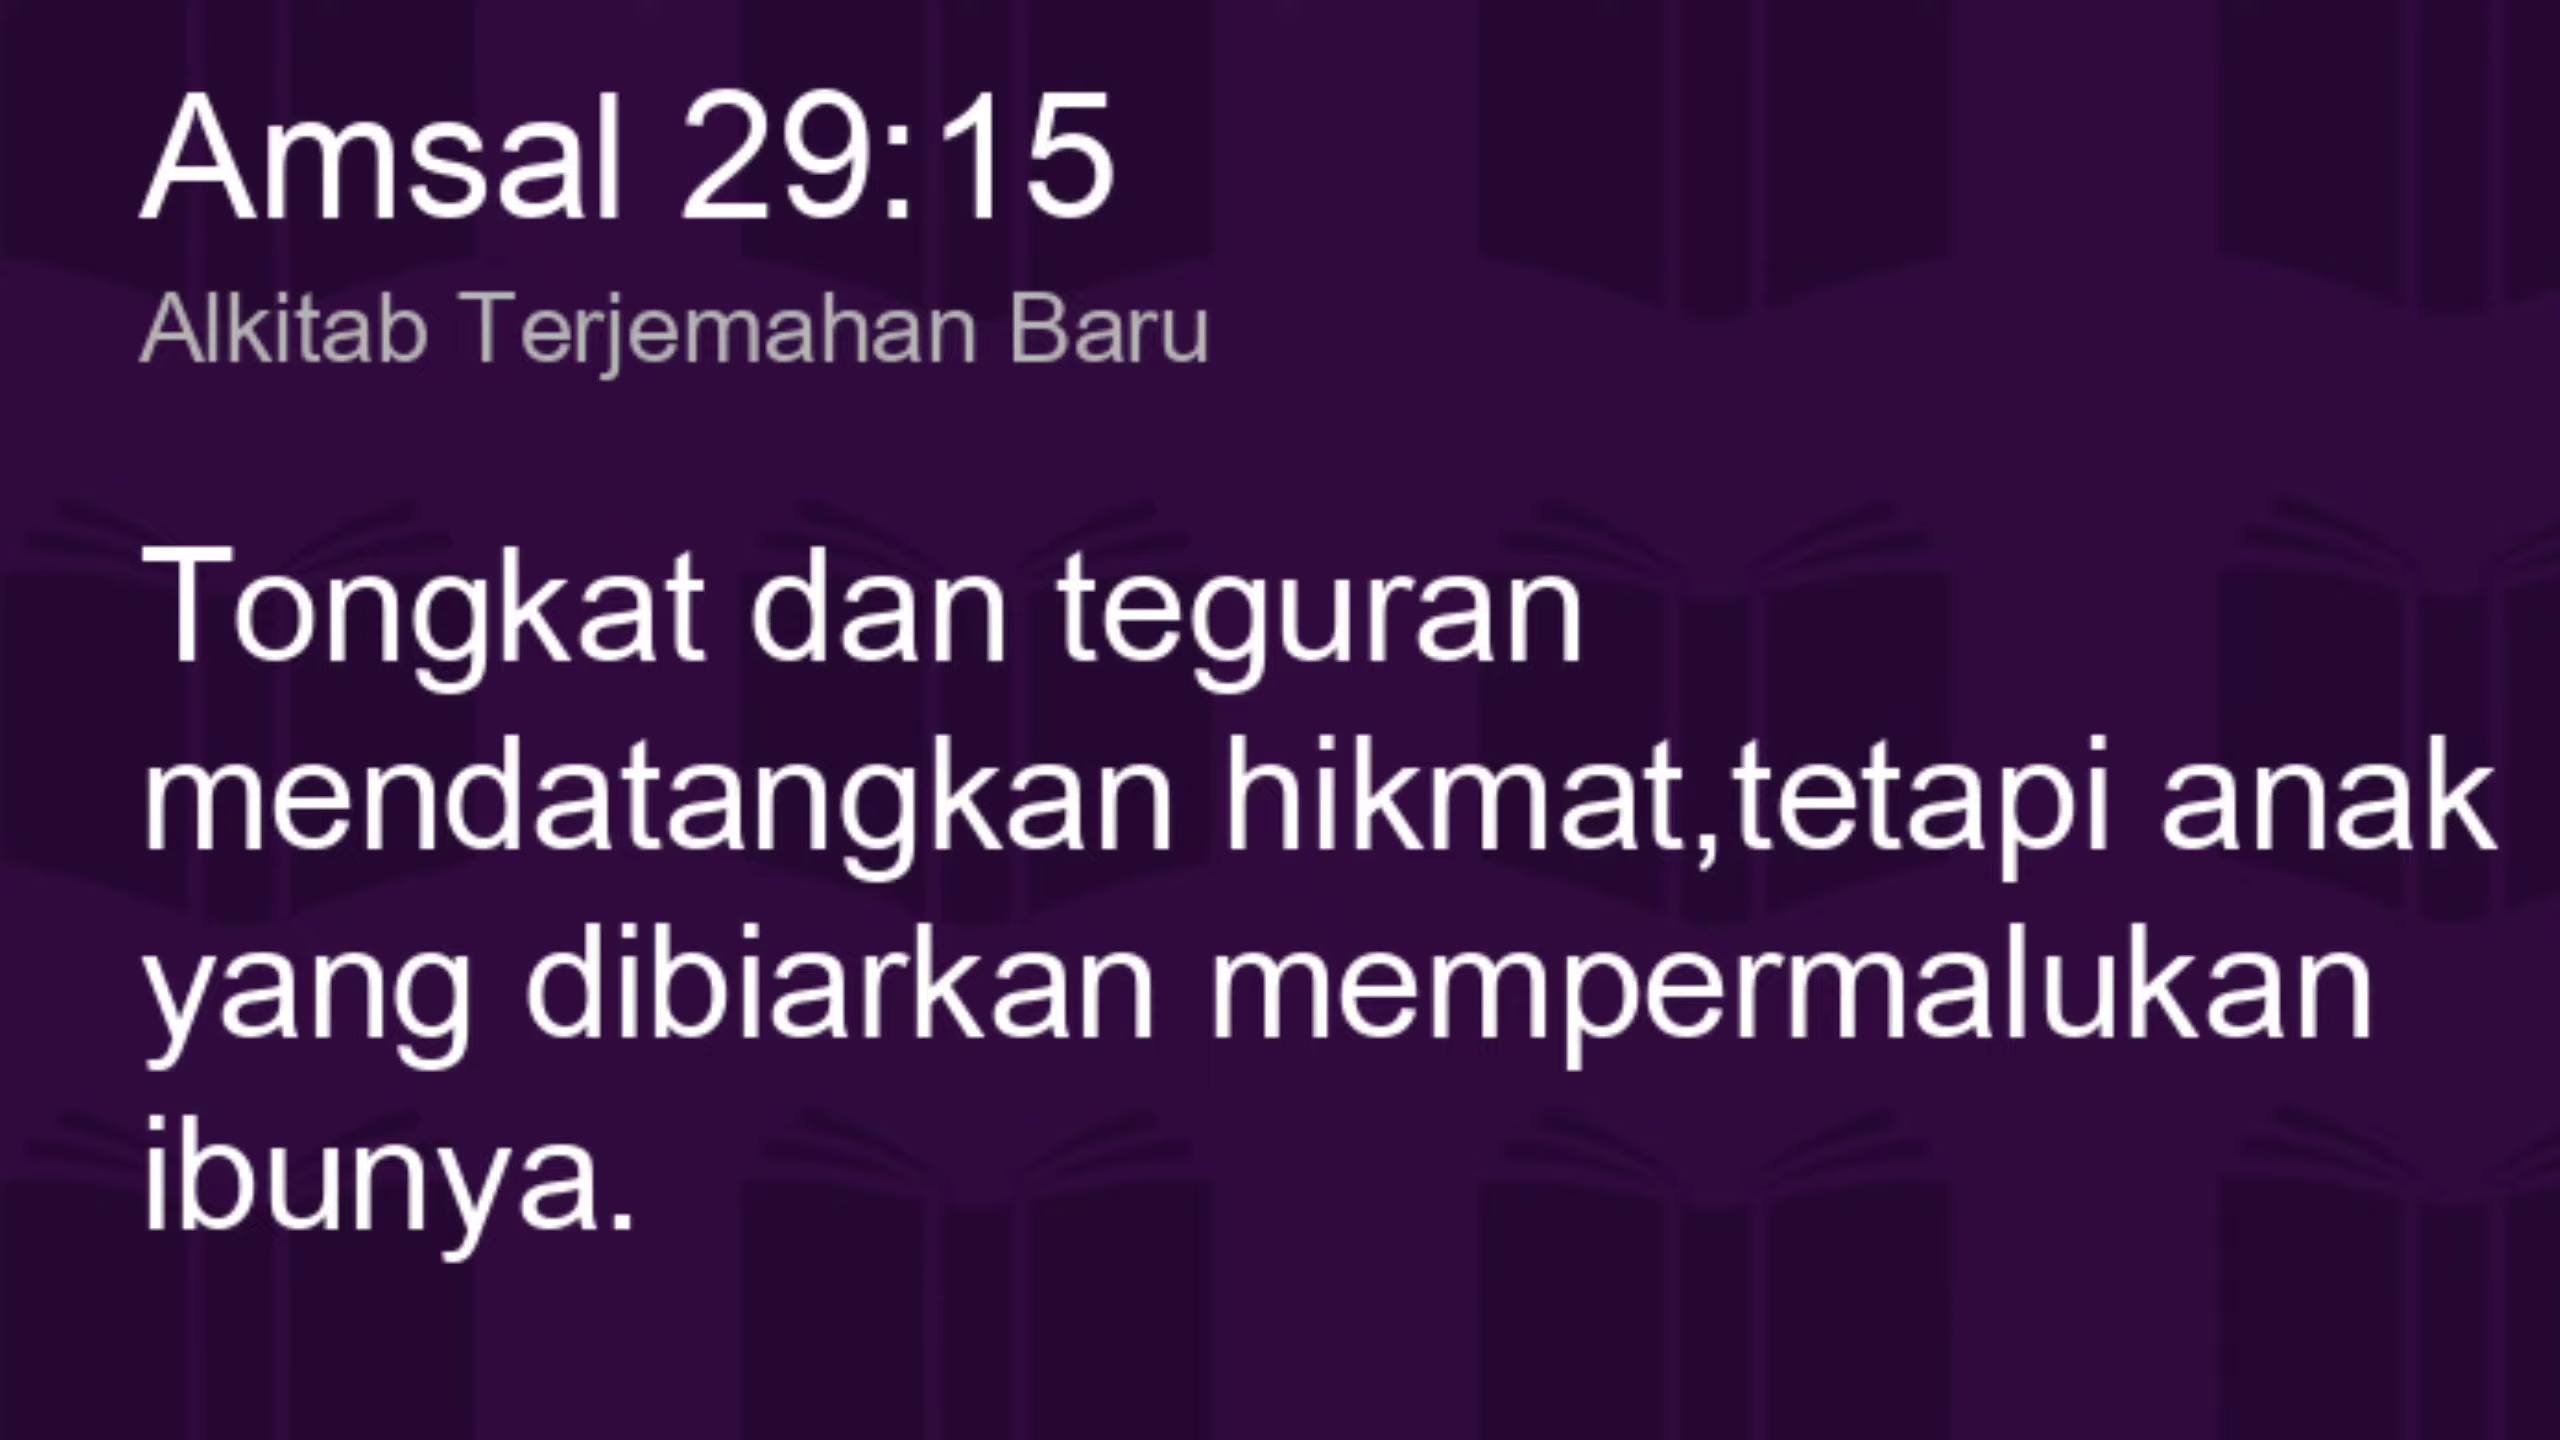 Amsal 29:15
Alkitab Terjemahan Baru
Tongkat dan teguran
mendatangkan hikmat,tetapi anak
yang dibiarkan mempermalukan
ibunya.